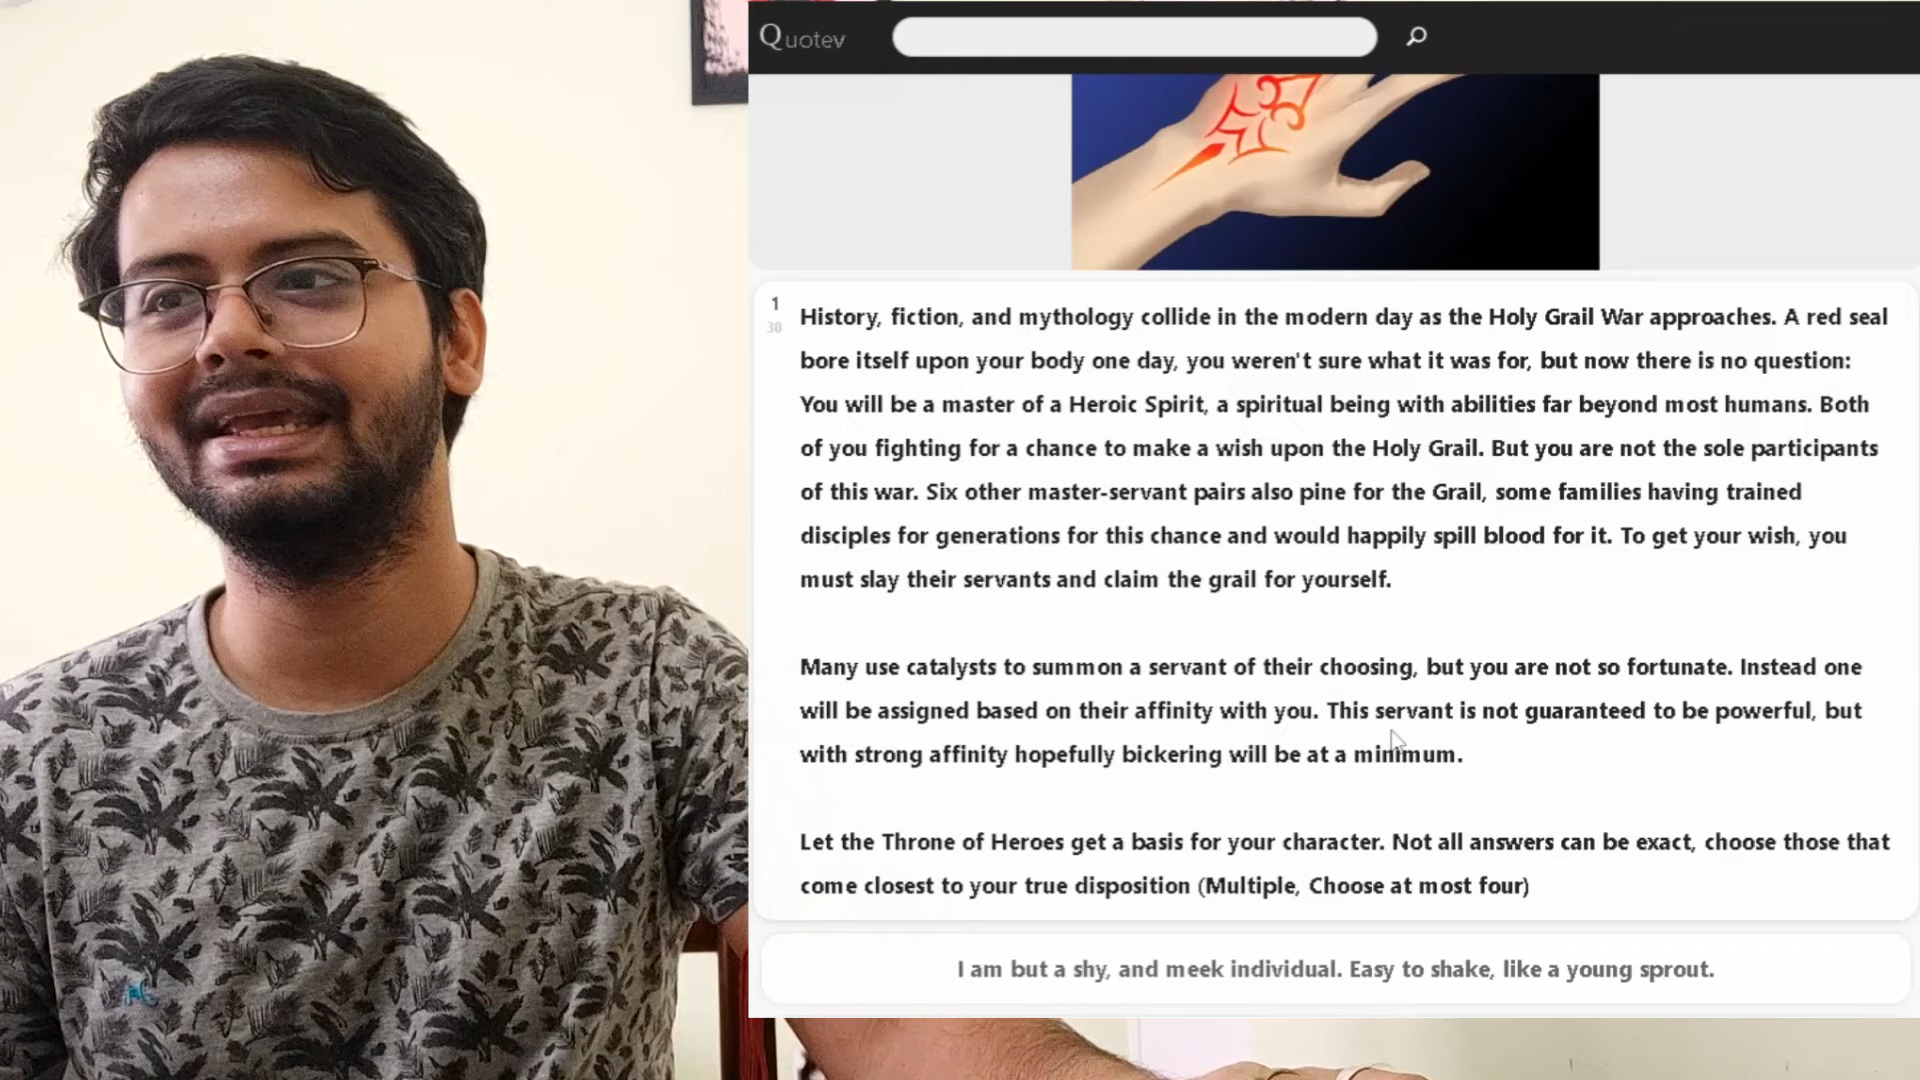 Quotev
1
30
History, fiction, and mythology collide in the modern day as the Holy Grail War approaches. A red seal
bore itself upon your body one day, you weren't sure what it was for, but now there is no question:
You will be a master of a Heroic Spirit, a spiritual being with abilities far beyond most humans. Both
of you fighting for a chance to make a wish upon the Holy Grail. But you are not the sole participants
of this war. Six other master-servant pairs also pine for the Grail, some families having trained
disciples for generations for this chance and would happily spill blood for it. To get your wish, you
must slay their servants and claim the grail for yourself.
Many use catalysts to summon a servant of their choosing, but you are not so fortunate. Instead one
will be assigned based on their affinity with you. This servant is not guaranteed to be powerful, but
with strong affinity hopefully bickering will be at a minimum.
Let the Throne of Heroes get a basis for your character. Not all answers can be exact, choose those that
come closest to your true disposition (Multiple, Choose at most four)
I am but a shy, and meek individual. Easy to shake, like a young sprout.